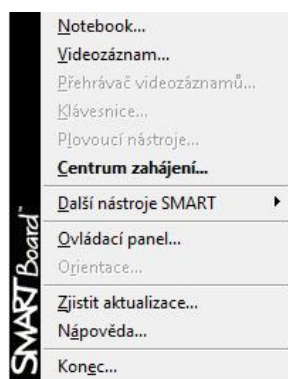 Notebook...
Videozáznam...
Přehrávač videozáznamů...
Klávesnice...
Plovoucí nástroje...
Centrum zahájení...
Další nástroje SMART
Ovládací panel...
Orientace...
Zjistit aktualizace...
Nápověda...
Konec...
SMART Board™